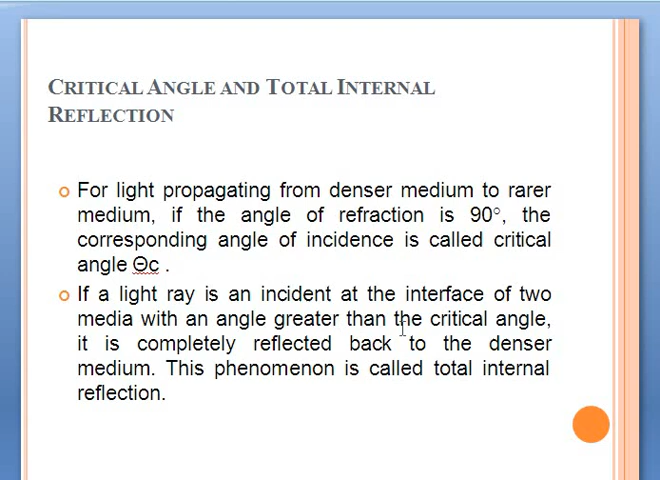 CRITICAL ANGLE AND TOTAL INTERNAL
REFLECTION
For light propagating from denser medium to rarer
medium, if the angle of refraction is 90°, the
corresponding angle of incidence is called critical
angle Θc .
If a light ray is an incident at the interface of two
media with an angle greater than the critical angle,
it is completely reflected back to the denser
medium. This phenomenon is called total internal
reflection.